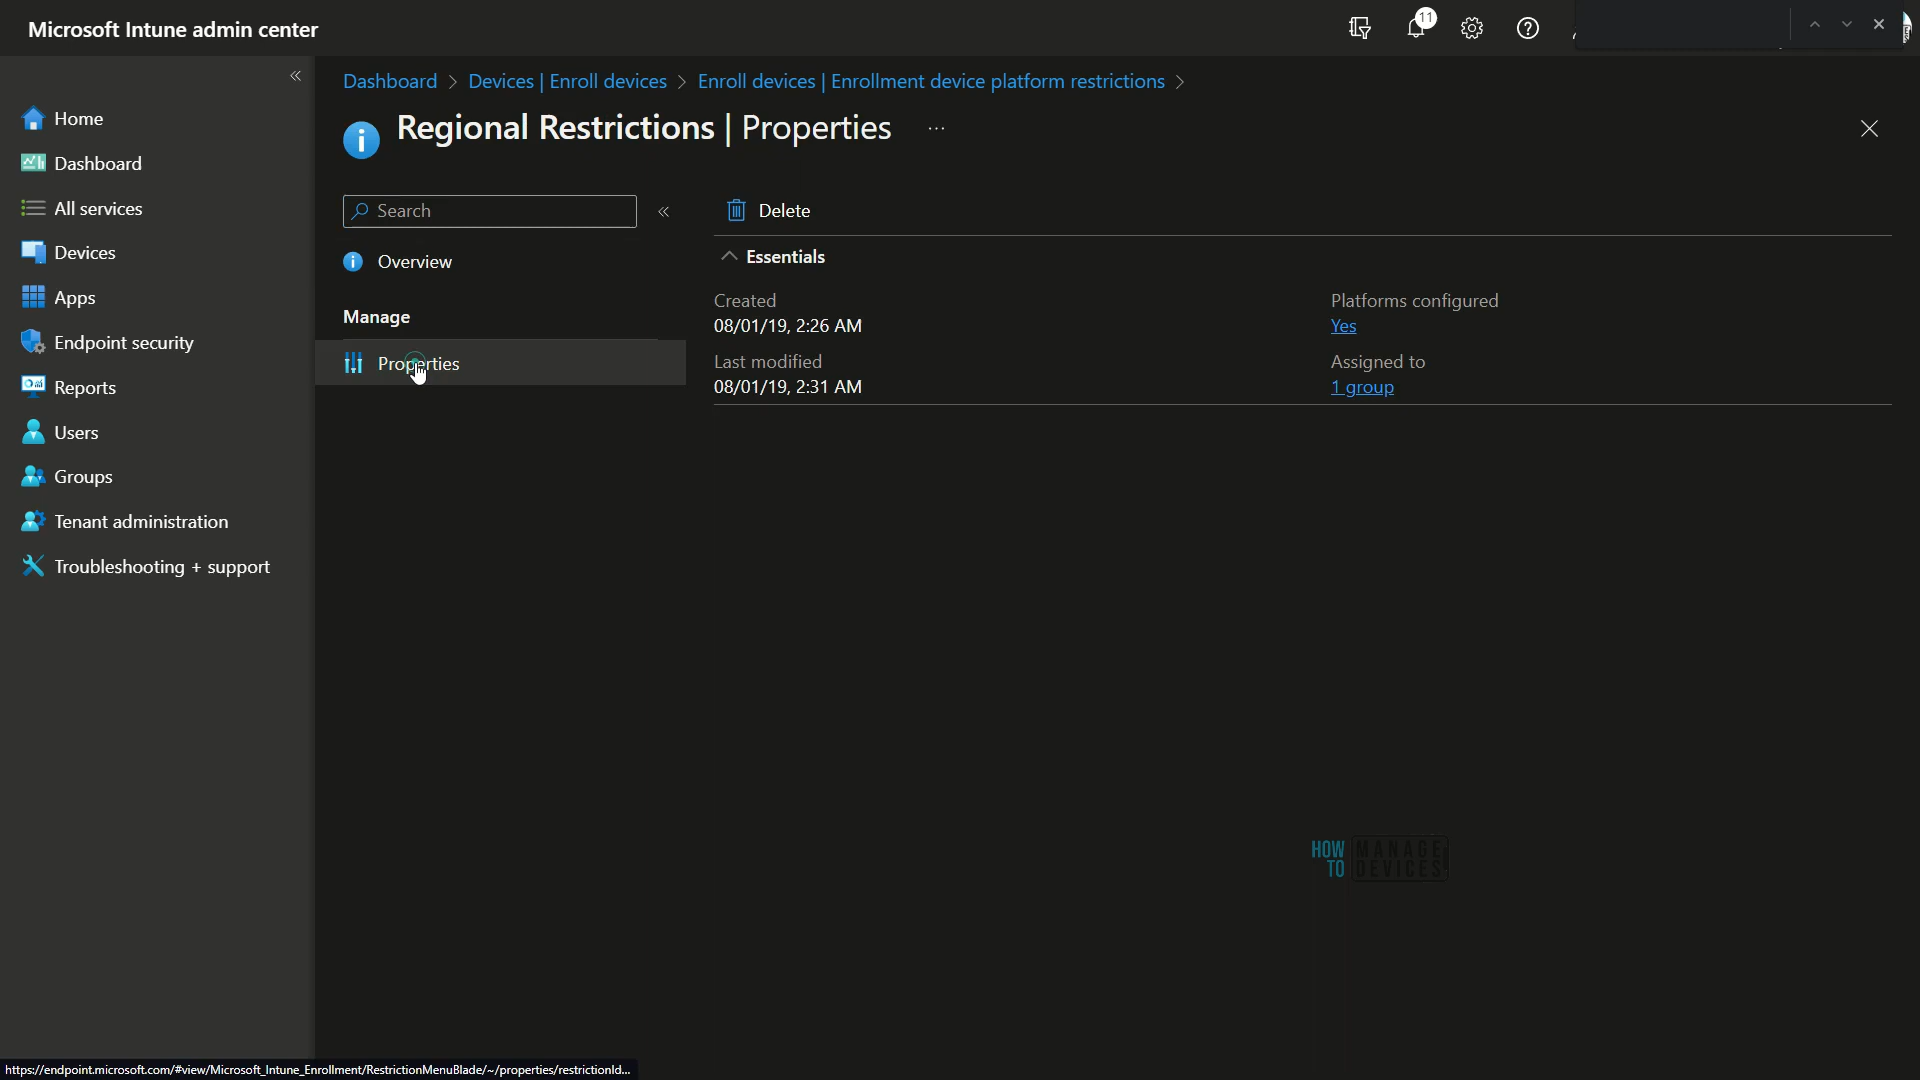 Microsoft Intune admin center
11
Dashboard > Devices | Enroll devices > Enroll devices | Enrollment device platform restrictions >
Regional Restrictions | Properties ...
Home
Dashboard
All services
Devices
Apps
Endpoint security
Reports
Users
Groups
Tenant administration
Troubleshooting + support
Search
Overview
Manage
Properties
Delete
Essentials
Created
08/01/19, 2:26 AM
Last modified
08/01/19, 2:31 AM
Platforms configured
Yes
Assigned to
1 group
HOW TO
MANAGE DEVICES
https://endpoint.microsoft.com/#view/Microsoft_Intune_Enrollment/RestrictionMenuBlade/~/properties/restrictionId...